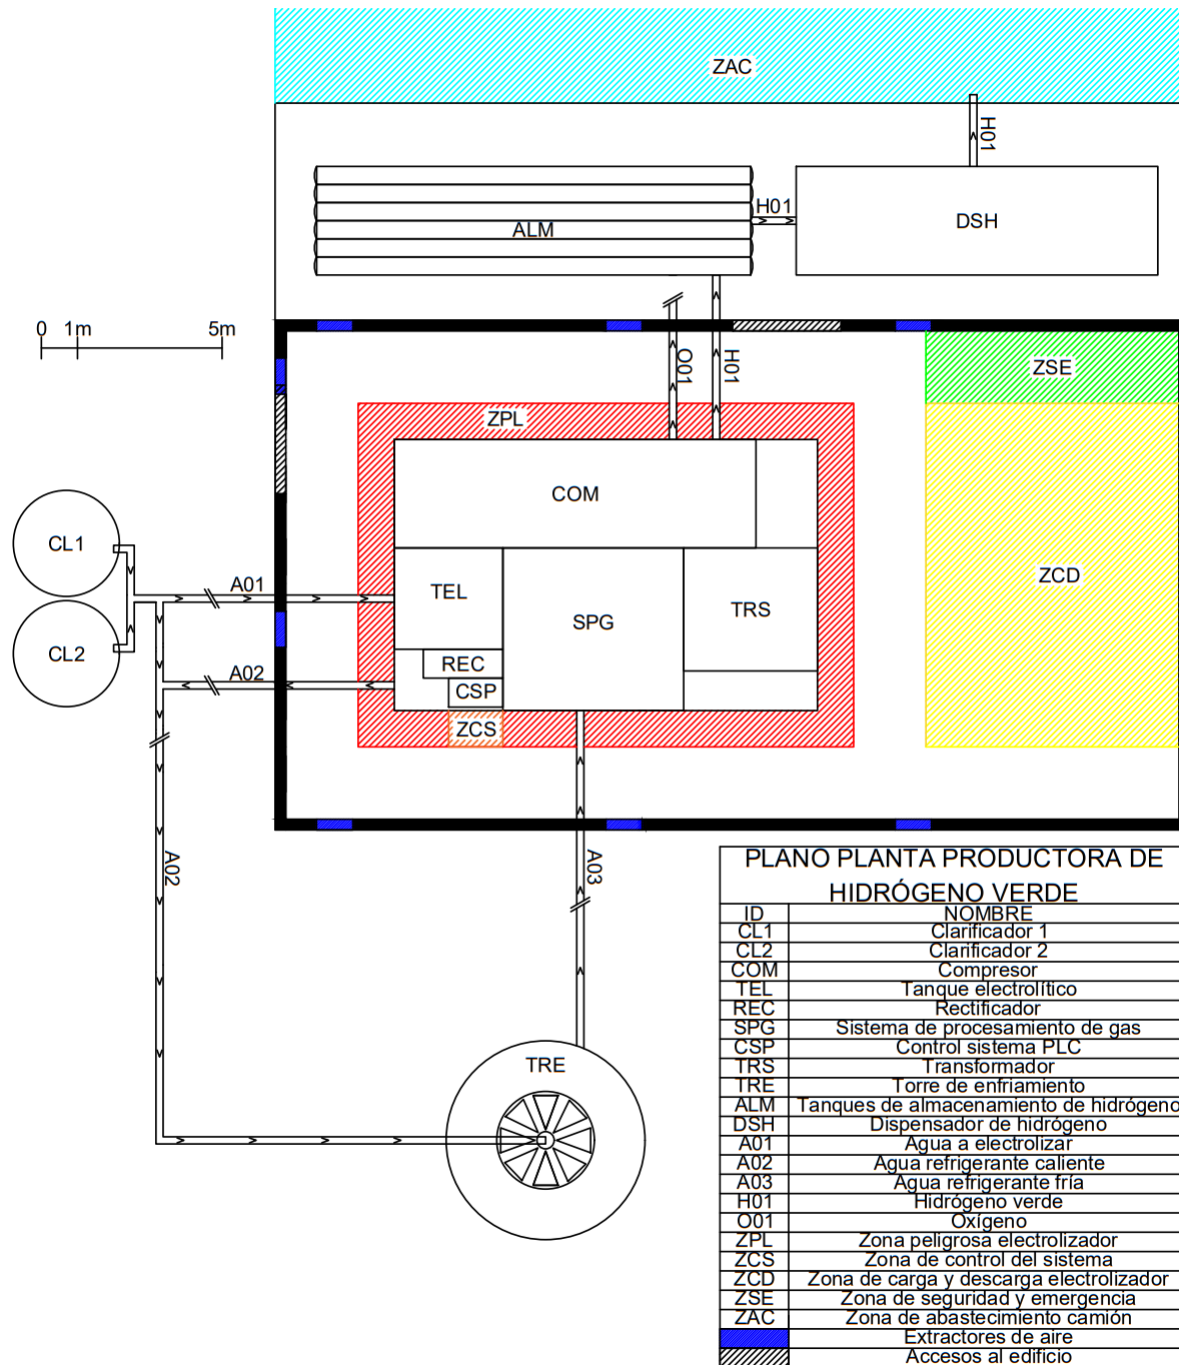 ZAC
H01
H01
DSH
ALM
0 1m 5m
O01
H01
ZSE
ZPL
COM
CL1
A01
TEL
SPG
TRS
ZCD
CL2
REC
A02
CSP
ZCS
A02
A03
TRE
PLANO PLANTA PRODUCTORA DE
HIDRÓGENO VERDE
ID NOMBRE
CL1 Clarificador 1
CL2 Clarificador 2
COM Compresor
TEL Tanque electrolítico
REC Rectificador
SPG Sistema de procesamiento de gas
CSP Control sistema PLC
TRS Transformador
TRE Torre de enfriamiento
ALM Tanques de almacenamiento de hidrógeno
DSH Dispensador de hidrógeno
A01 Agua a electrolizar
A02 Agua refrigerante caliente
A03 Agua refrigerante fría
H01 Hidrógeno verde
O01 Oxígeno
ZPL Zona peligrosa electrolizador
ZCS Zona de control del sistema
ZCD Zona de carga y descarga electrolizador
ZSE Zona de seguridad y emergencia
ZAC Zona de abastecimiento camión
Extractores de aire
Accesos al edificio